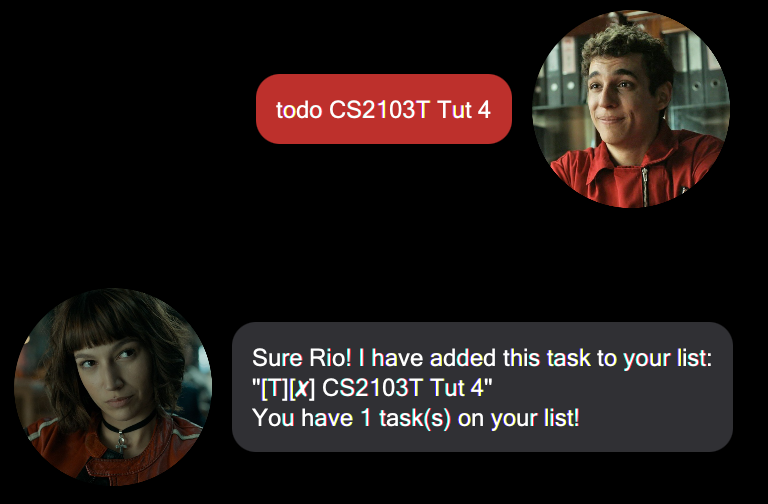 todo CS2103T Tut 4
Sure Rio! I have added this task to your list:
"[T][✗] CS2103T Tut 4"
You have 1 task(s) on your list!